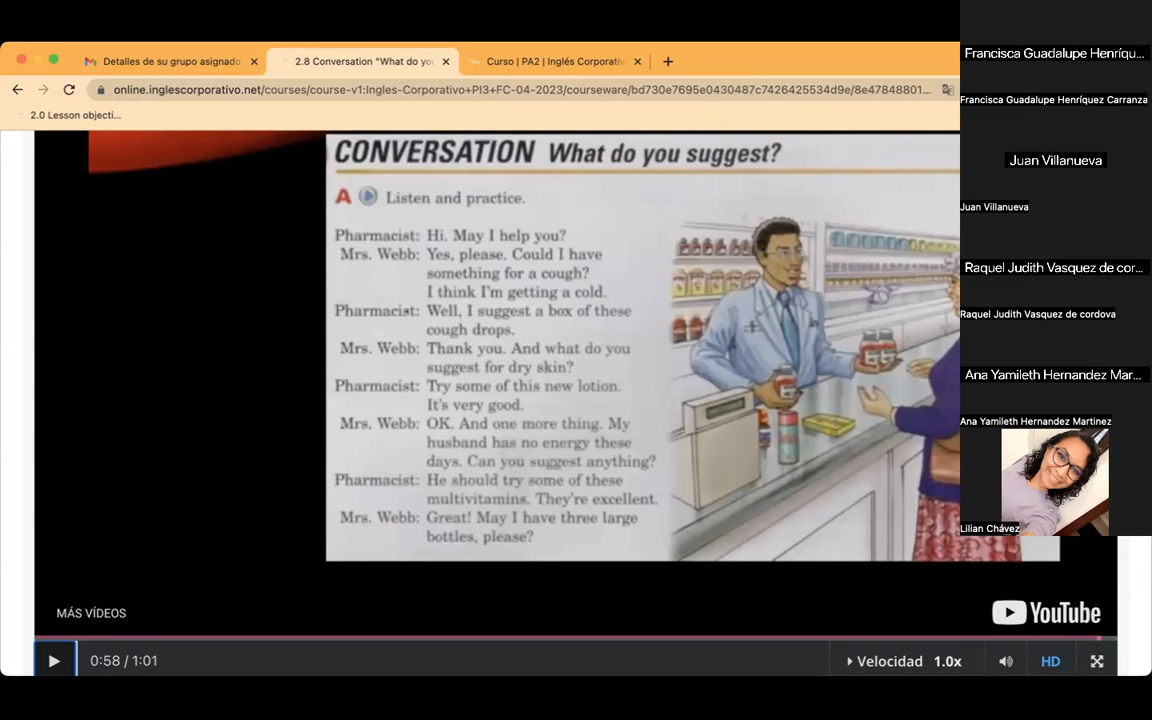 Detalles de su grupo asignado
2.8 Conversation "What do you
Curso | PA2 | Inglés Corporati
online.inglescorporativo.net/courses/course-v1:Ingles-Corporativo+PI3+FC-04-2023/courseware/bd730e7695e0430487c7426425534d9e/8e47848801...
2.0 Lesson objecti...
CONVERSATION What do you suggest?
A Listen and practice.
Pharmacist: Hi. May I help you?
Mrs. Webb: Yes, please. Could I have
something for a cough?
I think I'm getting a cold.
Pharmacist: Well, I suggest a box of these
cough drops.
Mrs. Webb: Thank you. And what do you
suggest for dry skin?
Pharmacist: Try some of this new lotion.
It's very good.
Mrs. Webb: OK. And one more thing. My
husband has no energy these
days. Can you suggest anything?
Pharmacist: He should try some of these
multivitamins. They're excellent.
Mrs. Webb: Great! May I have three large
bottles, please?
MÁS VÍDEOS
YouTube
0:58 / 1:01
Velocidad 1.0x
HD
Francisca Guadalupe Henríqu...
Francisca Guadalupe Henríquez Carranza
Juan Villanueva
Juan Villanueva
Raquel Judith Vasquez de cor...
Raquel Judith Vasquez de cordova
Ana Yamileth Hernandez Mar...
Ana Yamileth Hernandez Martinez
Lilian Chávez